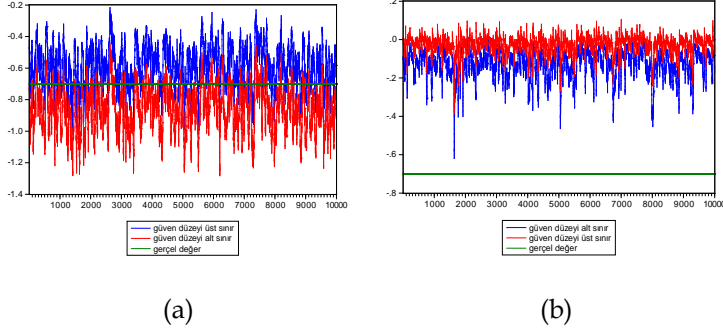 -0.2
-0.4
-0.6
-0.8
-1.0
-1.2
-1.4
1000 2000 3000 4000 5000 6000 7000 8000 9000 10000
güven düzeyi üst sınır
güven düzeyi alt sınır
gerçel değer
(a)
.2
.0
-.2
-.4
-.6
-.8
1000 2000 3000 4000 5000 6000 7000 8000 9000 10000
güven düzeyi alt sınır
güven düzeyi üst sınır
gerçel değer
(b)